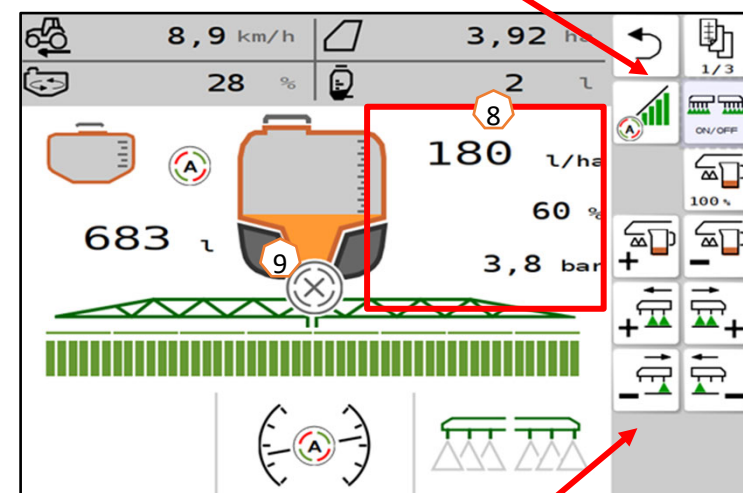 8,9 km/h 3,92 ha
1/3
28 % 2 l
8
A
ON/OFF
180 l/ha
A
100 %
60 %
683 l
9
3,8 bar
+ −
+ +
− −
A